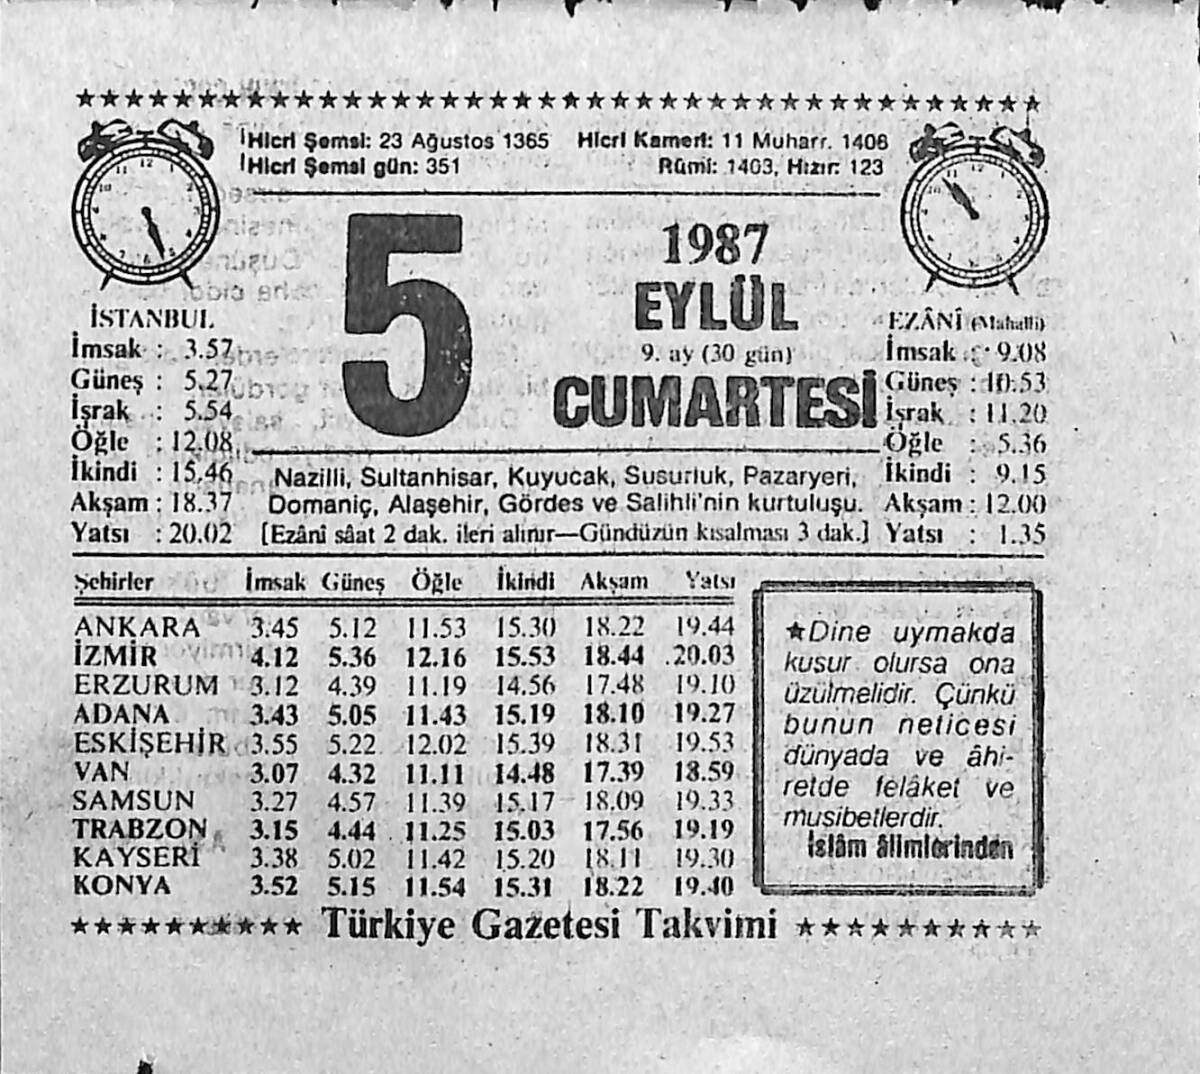 Hicrî Şemsî: 23 Ağustos 1365 Hicrî Kamerî: 11 Muharr. 1408
Hicrî Şemsî gün: 351 Rûmî: 1403, Hızır: 123
5
1987
EYLÜL
9. ay (30 gün)
CUMARTESİ
İSTANBUL
İmsak : 3.57
Güneş : 5.27
İşrak : 5.54
Öğle : 12.08
İkindi : 15.46
Akşam : 18.37
Yatsı : 20.02
EZÂNÎ (Mahallî)
İmsak : 9.08
Güneş : 10.53
İşrak : 11.20
Öğle : 5.36
İkindi : 9.15
Akşam : 12.00
Yatsı : 1.35
Nazilli, Sultanhisar, Kuyucak, Susurluk, Pazaryeri,
Domaniç, Alaşehir, Gördes ve Salihli'nin kurtuluşu.
[Ezânî sâat 2 dak. ileri alınır—Gündüzün kısalması 3 dak.]
Şehirler İmsak Güneş Öğle İkindi Akşam Yatsı
ANKARA 3.45 5.12 11.53 15.30 18.22 19.44
İZMİR 4.12 5.36 12.16 15.53 18.44 20.03
ERZURUM 3.12 4.39 11.19 14.56 17.48 19.10
ADANA 3.43 5.05 11.43 15.19 18.10 19.27
ESKİŞEHİR 3.55 5.22 12.02 15.39 18.31 19.53
VAN 3.07 4.32 11.11 14.48 17.39 18.59
SAMSUN 3.27 4.57 11.39 15.17 18.09 19.33
TRABZON 3.15 4.44 11.25 15.03 17.56 19.19
KAYSERİ 3.38 5.02 11.42 15.20 18.11 19.30
KONYA 3.52 5.15 11.54 15.31 18.22 19.40
★Dine uymakda
kusur olursa ona
üzülmelidir. Çünkü
bunun neticesi
dünyada ve âhi-
retde felâket ve
musibetlerdir.
İslâm âlimlerinden
★★★★★★★★★★ Türkiye Gazetesi Takvimi ★★★★★★★★★★